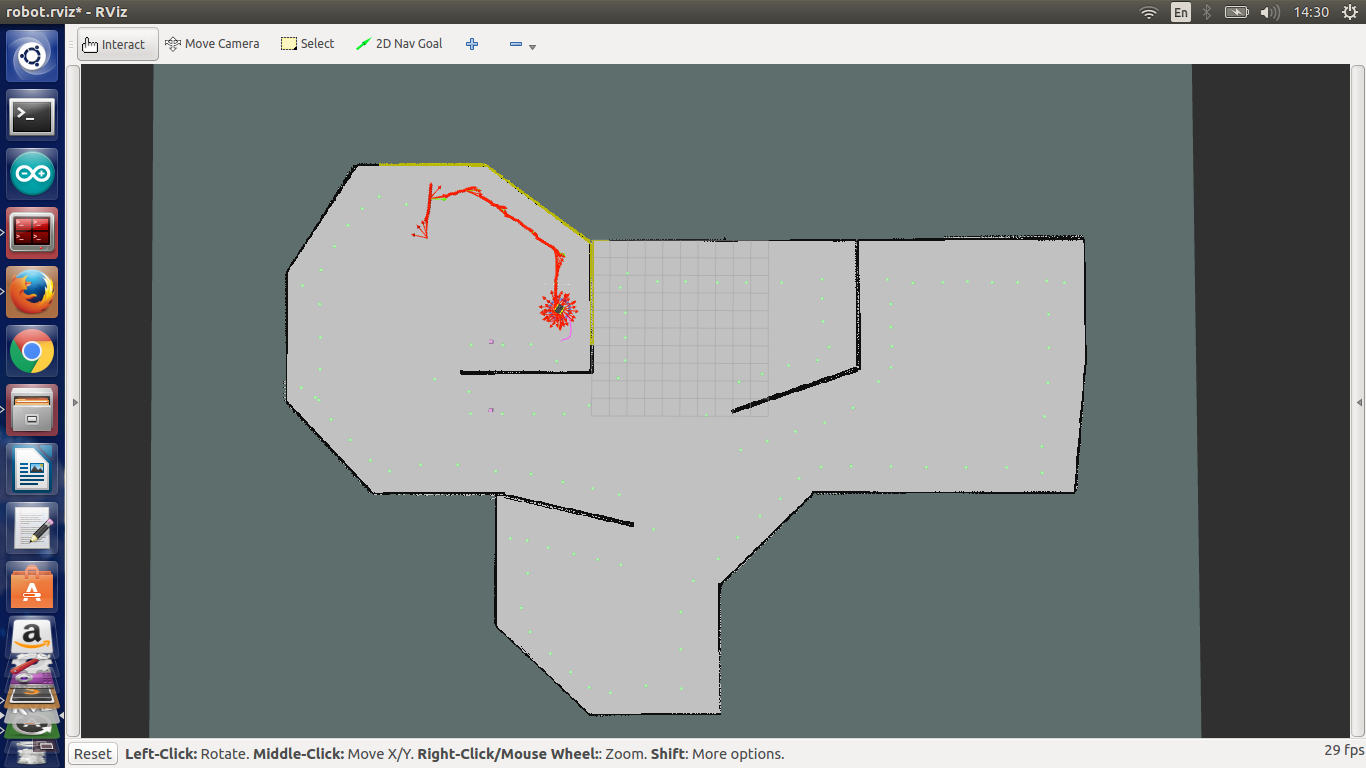 robot.rviz* - RViz
En
14:30
Interact
Move Camera
Select
2D Nav Goal
Reset
Left-Click: Rotate. Middle-Click: Move X/Y. Right-Click/Mouse Wheel:: Zoom. Shift: More options.
29 fps